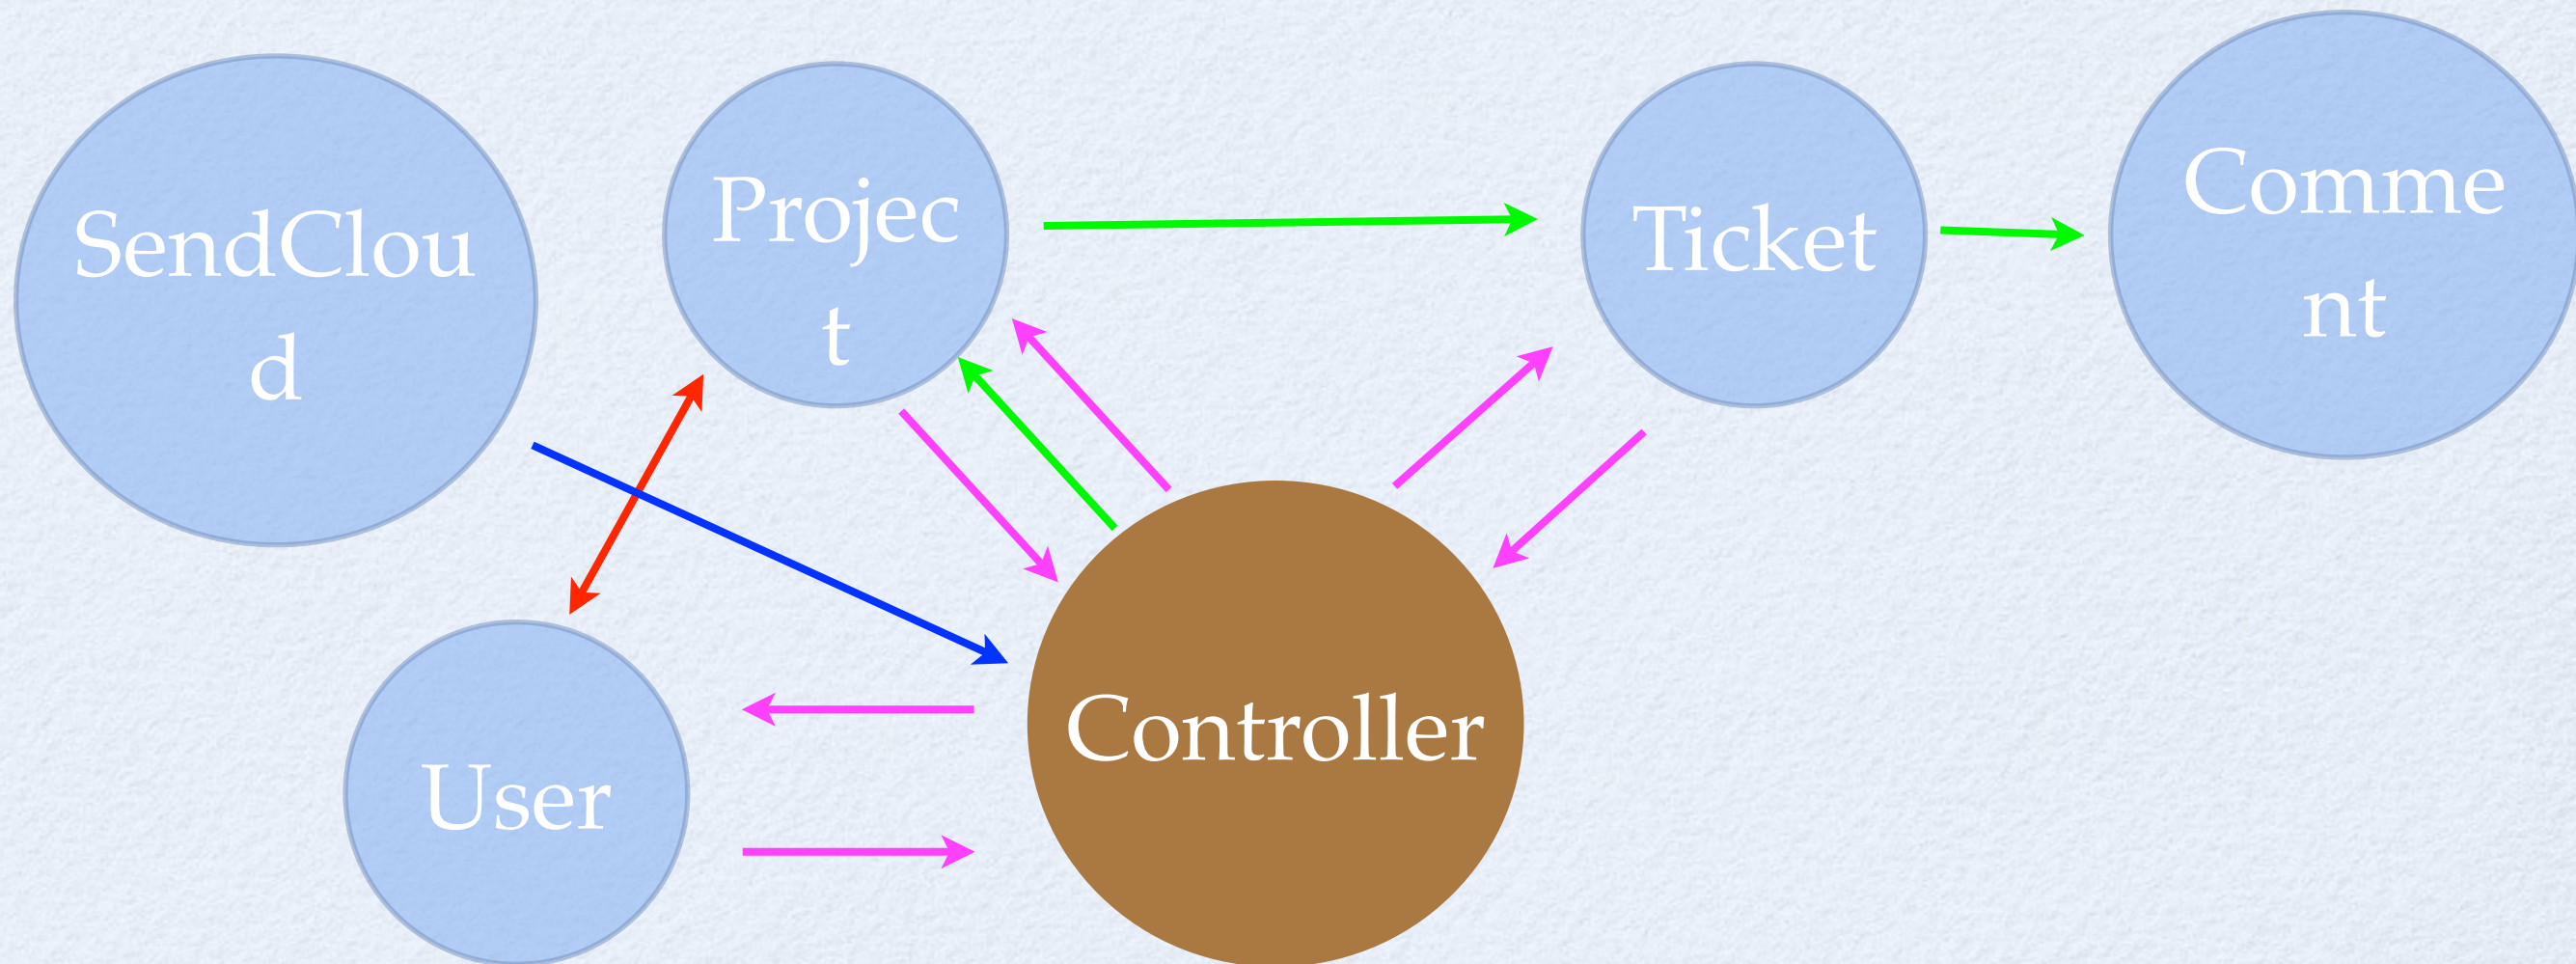 SendClou
d
Projec
t
Ticket
Comme
nt
User
Controller